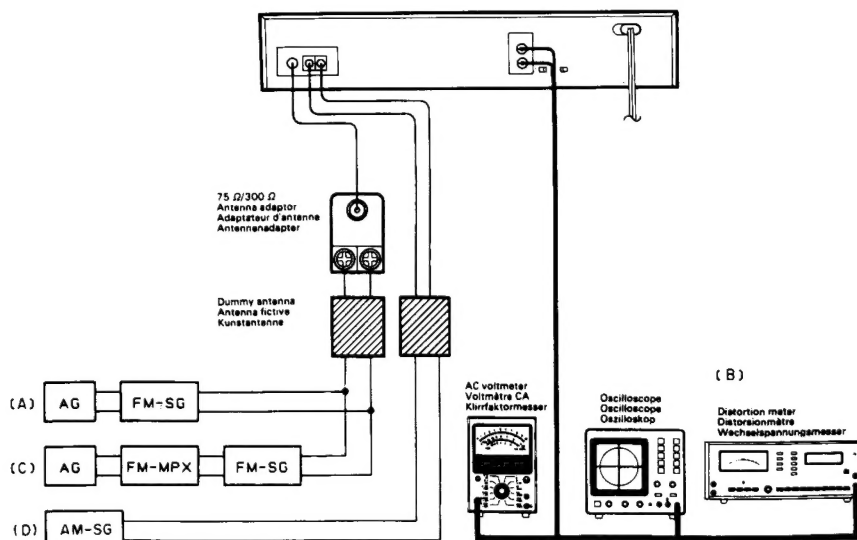 75 Ω/300 Ω
Antenna adaptor
Adaptateur d'antenne
Antennenadapter
Dummy antenna
Antenna fictive
Kunstantenne
(A) AG FM-SG
(C) AG FM-MPX FM-SG
(D) AM-SG
AC voltmeter
Voltmètre CA
Klirrfaktormesser
Oscilloscope
Oscilloscope
Oszilloskop
(B)
Distortion meter
Distorsionmètre
Wechselspannungsmesser